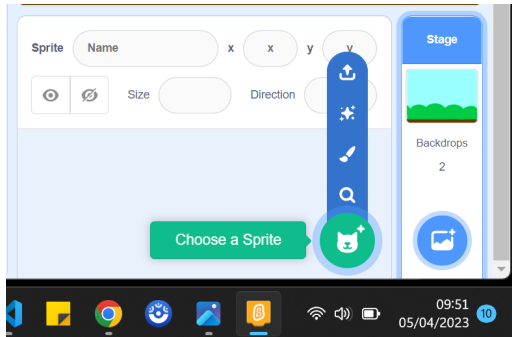 Sprite Name x x y y Stage
Size Direction
Backdrops
2
Choose a Sprite
09:51
05/04/2023 10